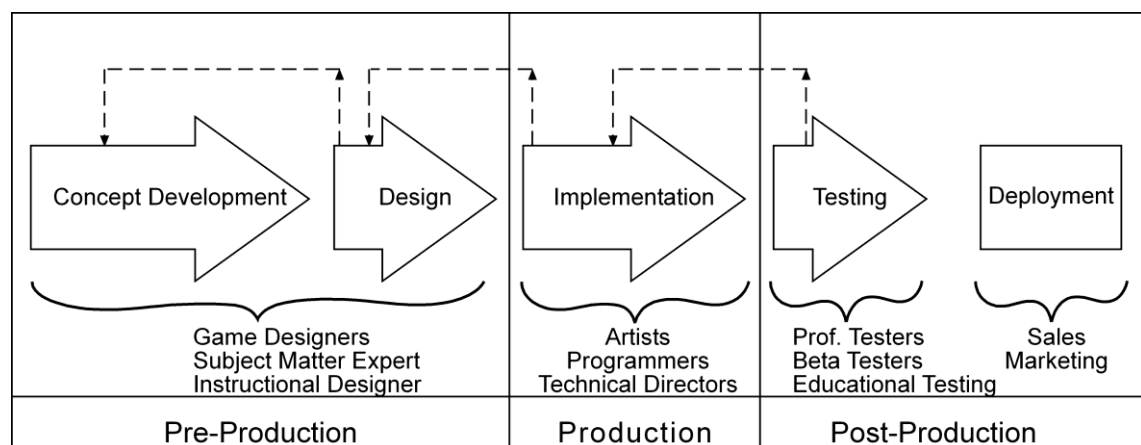 Concept Development
Design
Implementation
Testing
Deployment
Game Designers
Subject Matter Expert
Instructional Designer
Artists
Programmers
Technical Directors
Prof. Testers
Beta Testers
Educational Testing
Sales
Marketing
Pre-Production
Production
Post-Production